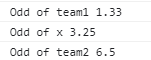 Odd of team1 1.33
Odd of x 3.25
Odd of team2 6.5